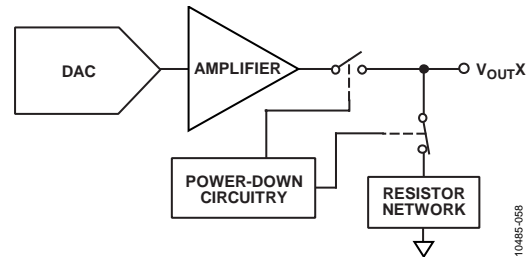 DAC
AMPLIFIER
VOUTX
POWER-DOWN
CIRCUITRY
RESISTOR
NETWORK
10485-058